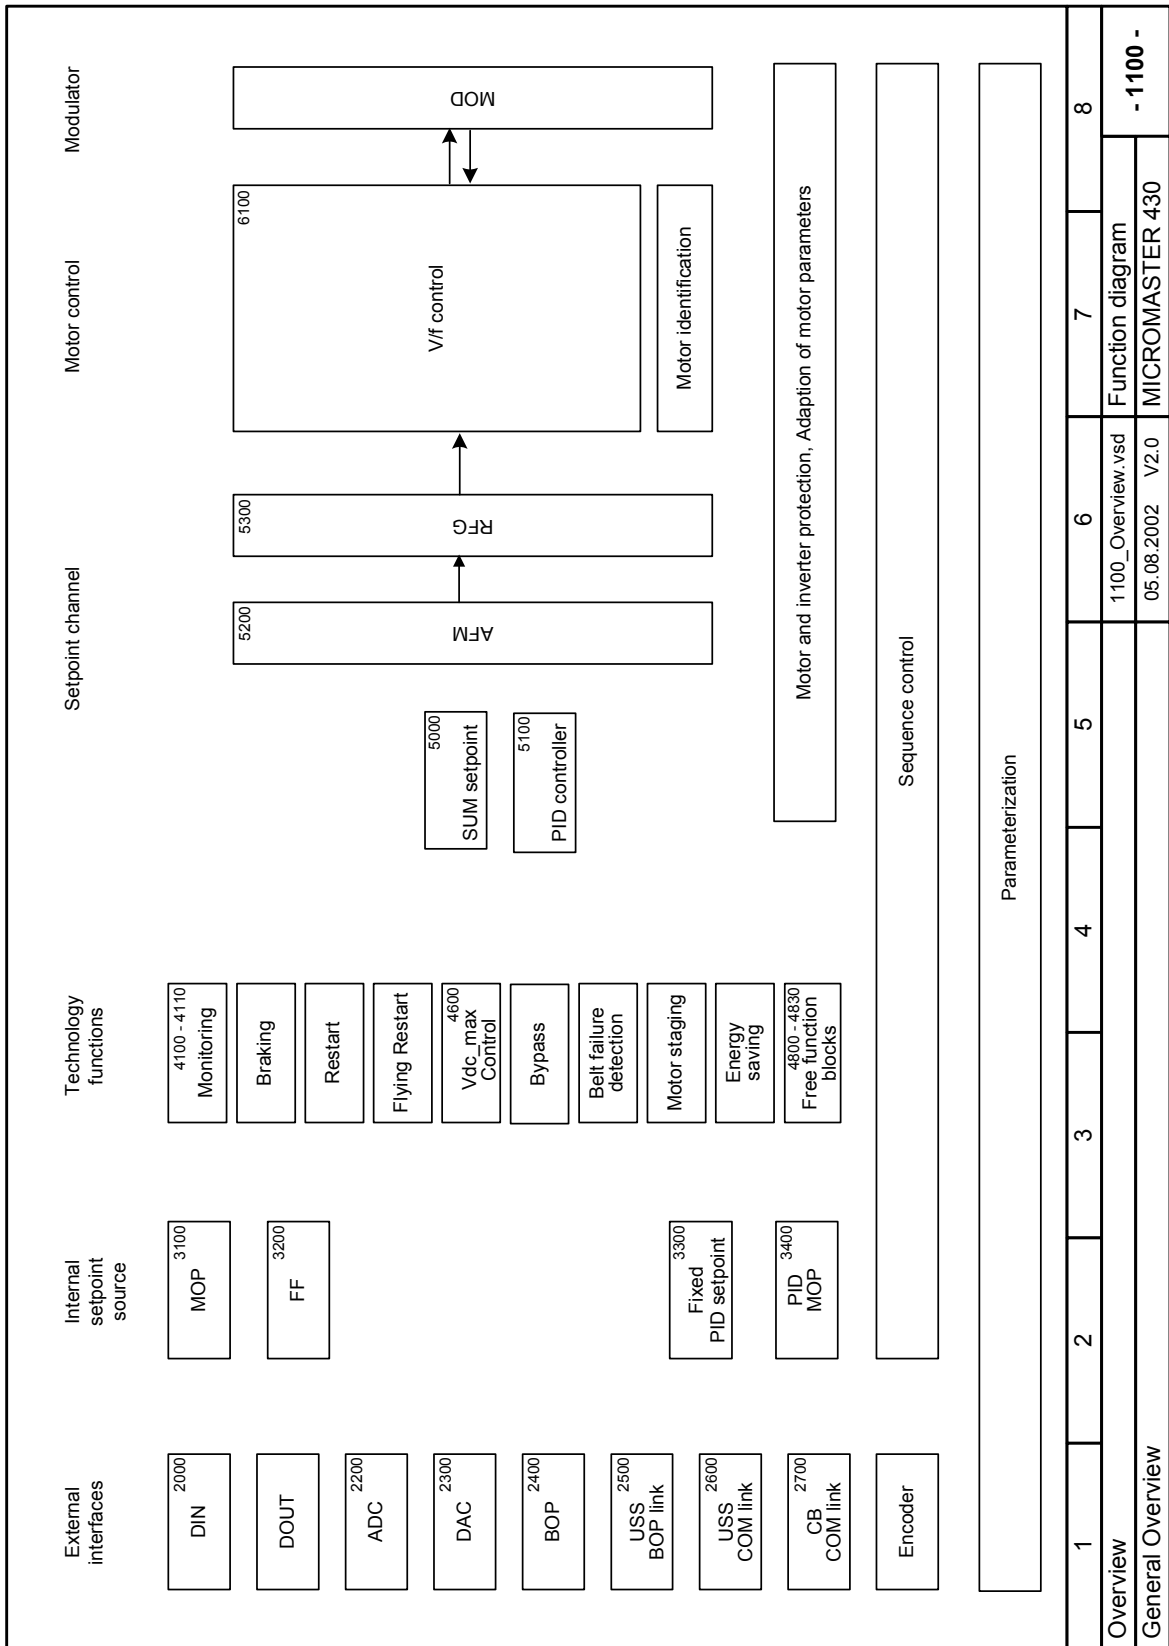 External
interfaces
2000
DIN
DOUT
2200
ADC
2300
DAC
2400
BOP
2500
USS
BOP link
2600
USS
COM link
2700
CB
COM link
Encoder
Internal
setpoint
source
3100
MOP
3200
FF
3300
Fixed
PID setpoint
3400
PID
MOP
Technology
functions
4100 - 4110
Monitoring
Braking
Restart
Flying Restart
4600
Vdc_max
Control
Bypass
Belt failure
detection
Motor staging
Energy
saving
4800 - 4830
Free function
blocks
Setpoint channel
5000
SUM setpoint
5100
PID controller
5200
AFM
5300
RFG
Motor control
6100
V/f control
Motor identification
Modulator
MOD
Motor and inverter protection, Adaption of motor parameters
Sequence control
Parameterization
1 2 3 4 5 6 7 8
Overview 1100_Overview.vsd Function diagram
General Overview 05.08.2002 V2.0 MICROMASTER 430
- 1100 -